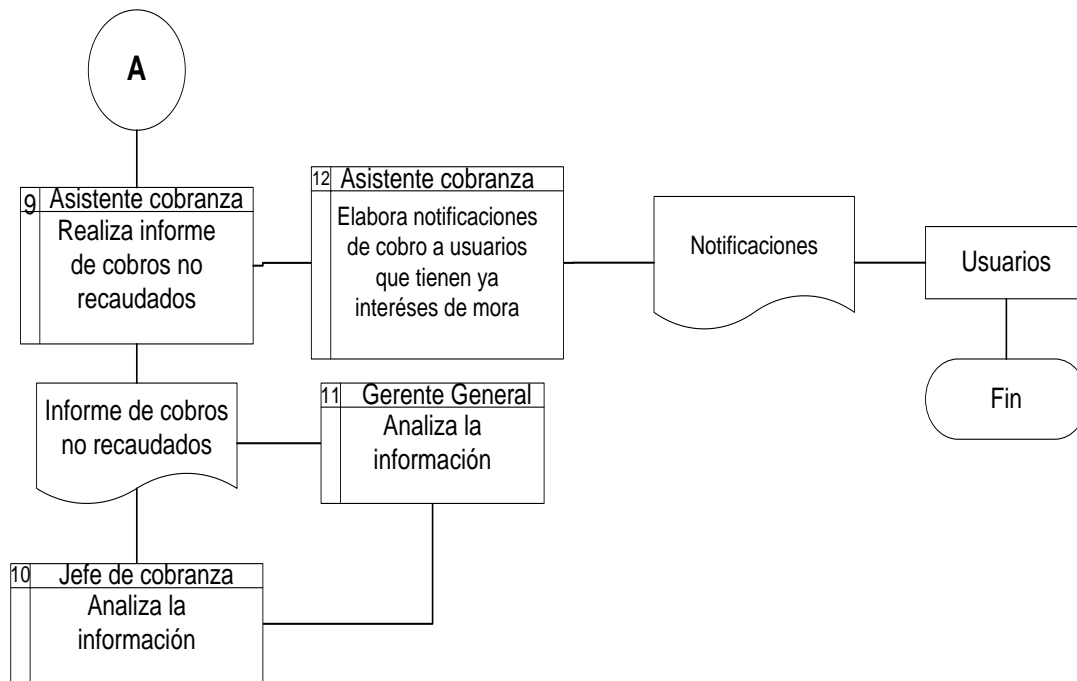 A
9 Asistente cobranza
Realiza informe
de cobros no
recaudados
12 Asistente cobranza
Elabora notificaciones
de cobro a usuarios
que tienen ya
interéses de mora
Notificaciones
Usuarios
Fin
Informe de cobros
no recaudados
11 Gerente General
Analiza la
información
10 Jefe de cobranza
Analiza la
información